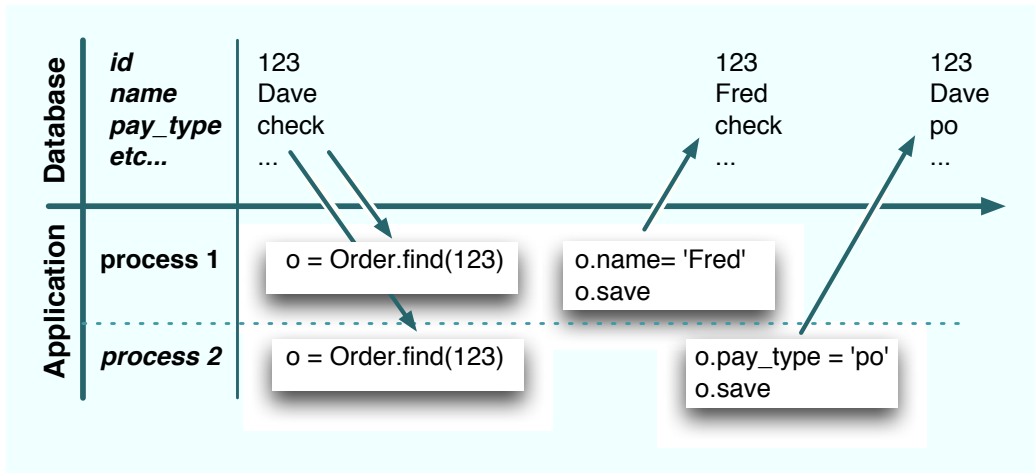 Database
id
name
pay_type
etc...
123
Dave
check
...
123
Fred
check
...
123
Dave
po
...
Application
process 1
o = Order.find(123)
o.name= 'Fred'
o.save
process 2
o = Order.find(123)
o.pay_type = 'po'
o.save